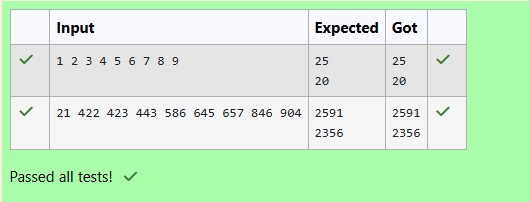 Input Expected Got
1 2 3 4 5 6 7 8 9 25 25
20 20
21 422 423 443 586 645 657 846 904 2591 2591
2356 2356
Passed all tests!